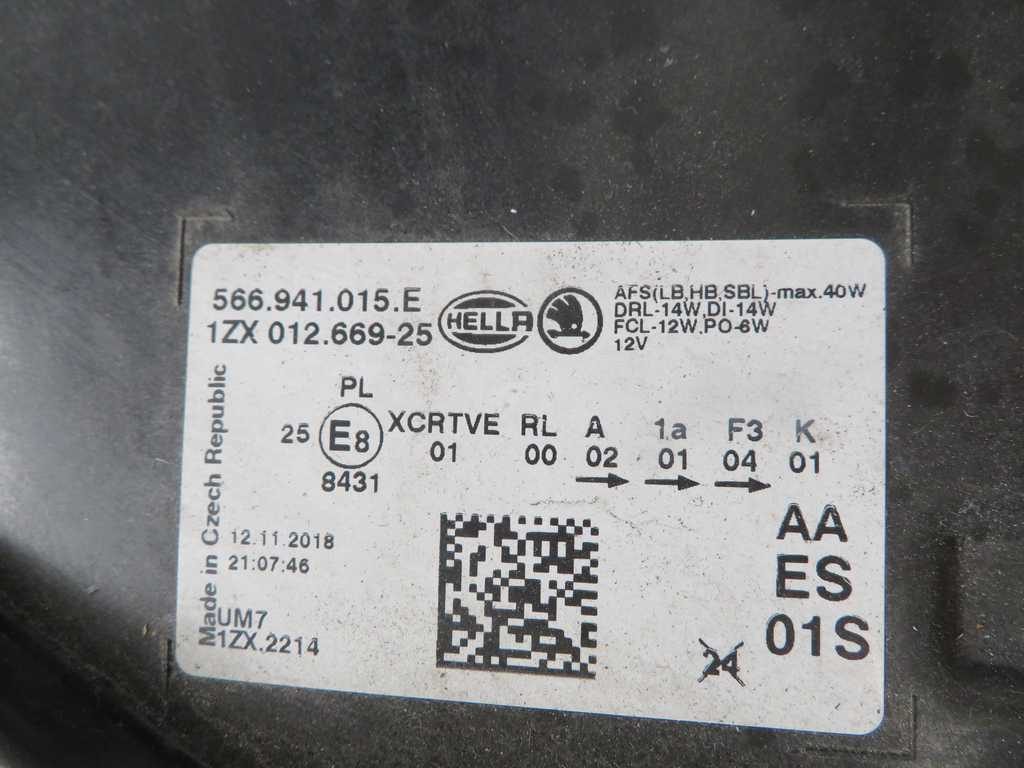 566.941.015.E
1ZX 012.669-25
HELLA
AFS(LB,HB,SBL)-max.40W
DRL-14W,DI-14W
FCL-12W,PO-6W
12V
PL
25 E8 XCRTVE RL A 1a F3 K
8431 01 00 02 01 04 01
Made in Czech Republic
12.11.2018
21:07:46
UM7
1ZX.2214
AA
ES
01S
24